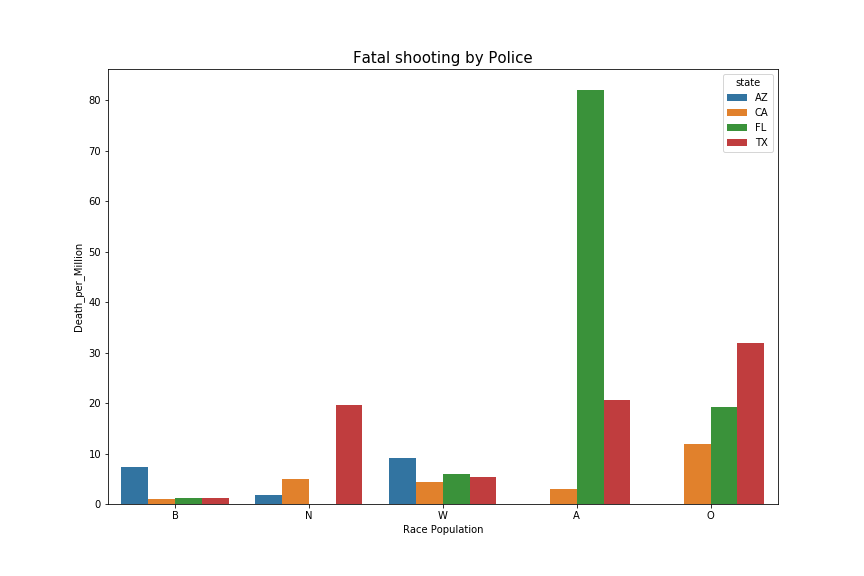 Fatal shooting by Police
state
AZ
CA
FL
TX
Death_per_Million
80
70
60
50
40
30
20
10
0
B N W A O
Race Population